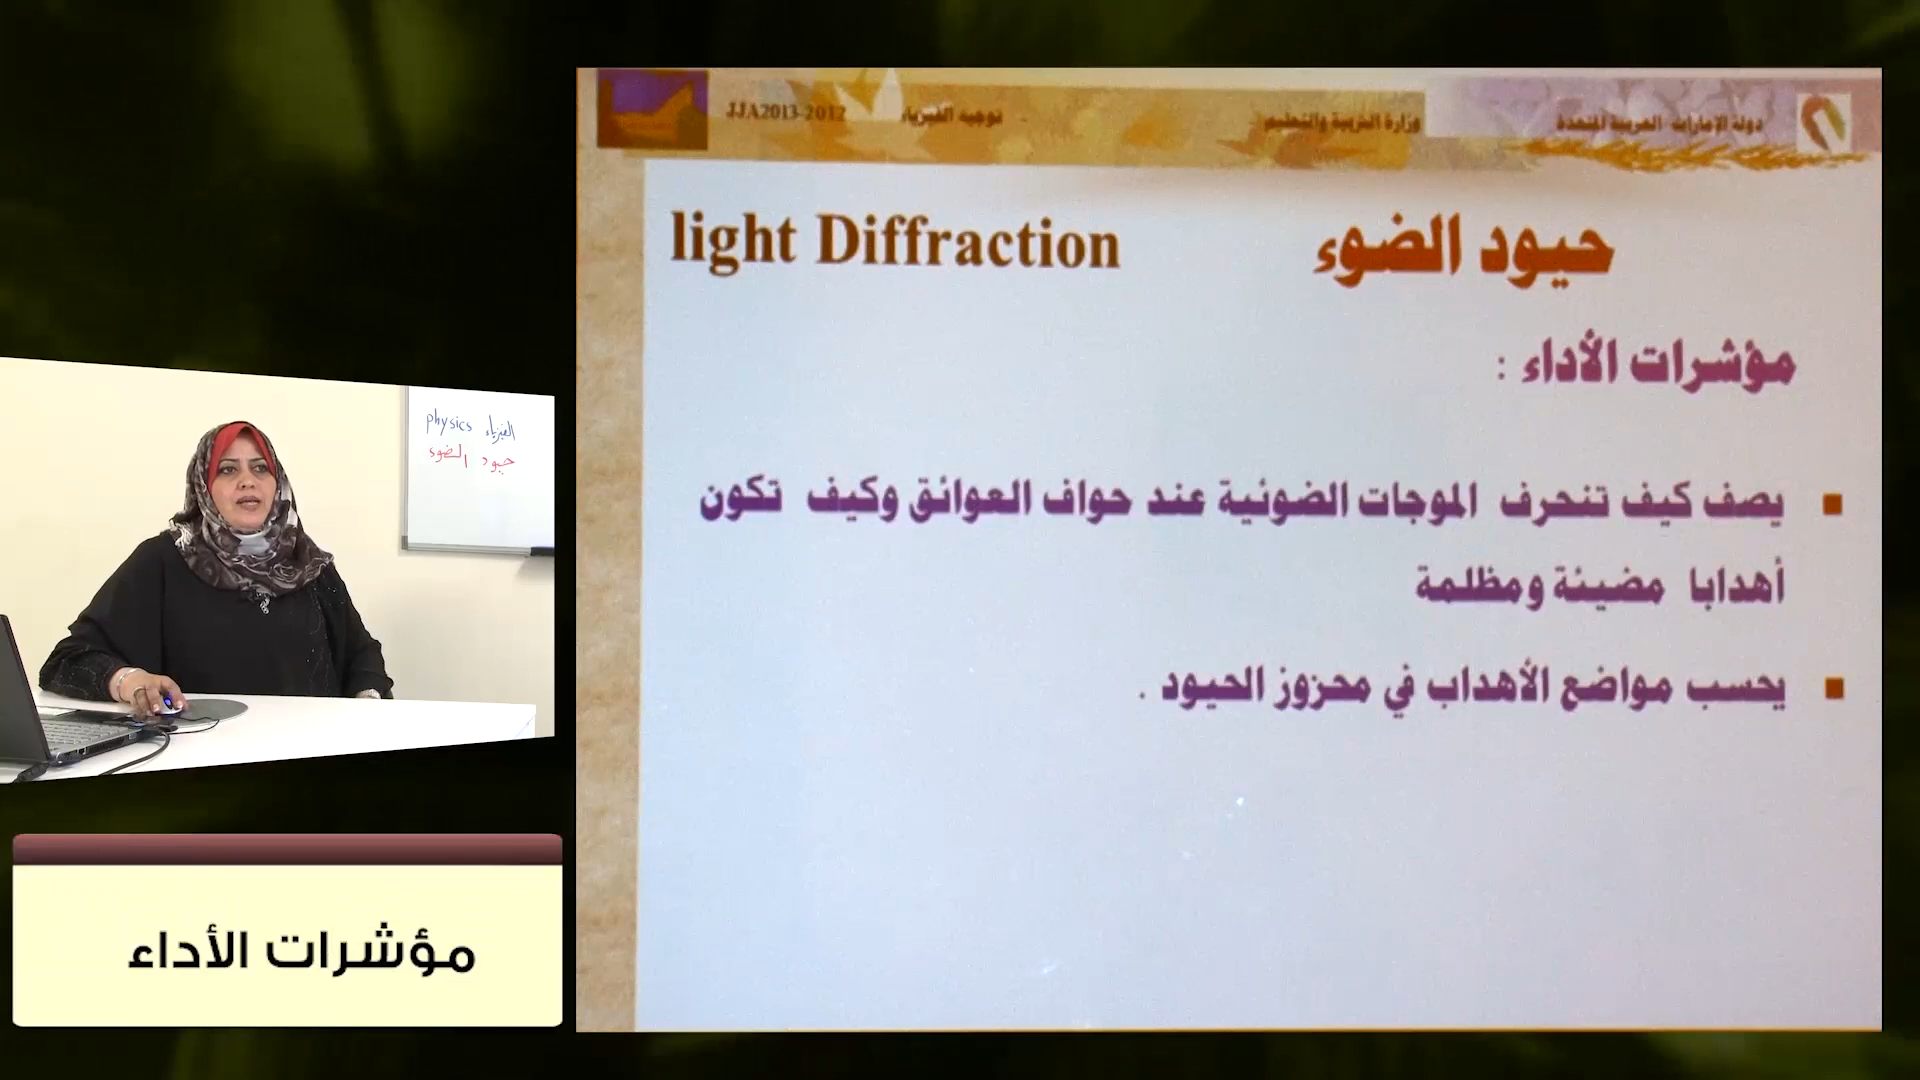 دولة الإمارات العربية المتحدة وزارة التربية والتعليم توجيه الفيزياء JJA2013-2012
حيود الضوء light Diffraction
مؤشرات الأداء :
يصف كيف تنحرف الموجات الضوئية عند حواف العوائق وكيف تكون
أهدابا مضيئة ومظلمة
يحسب مواضع الأهداب في محزوز الحيود .
الفيزياء physics
حيود الضوء
مؤشرات الأداء